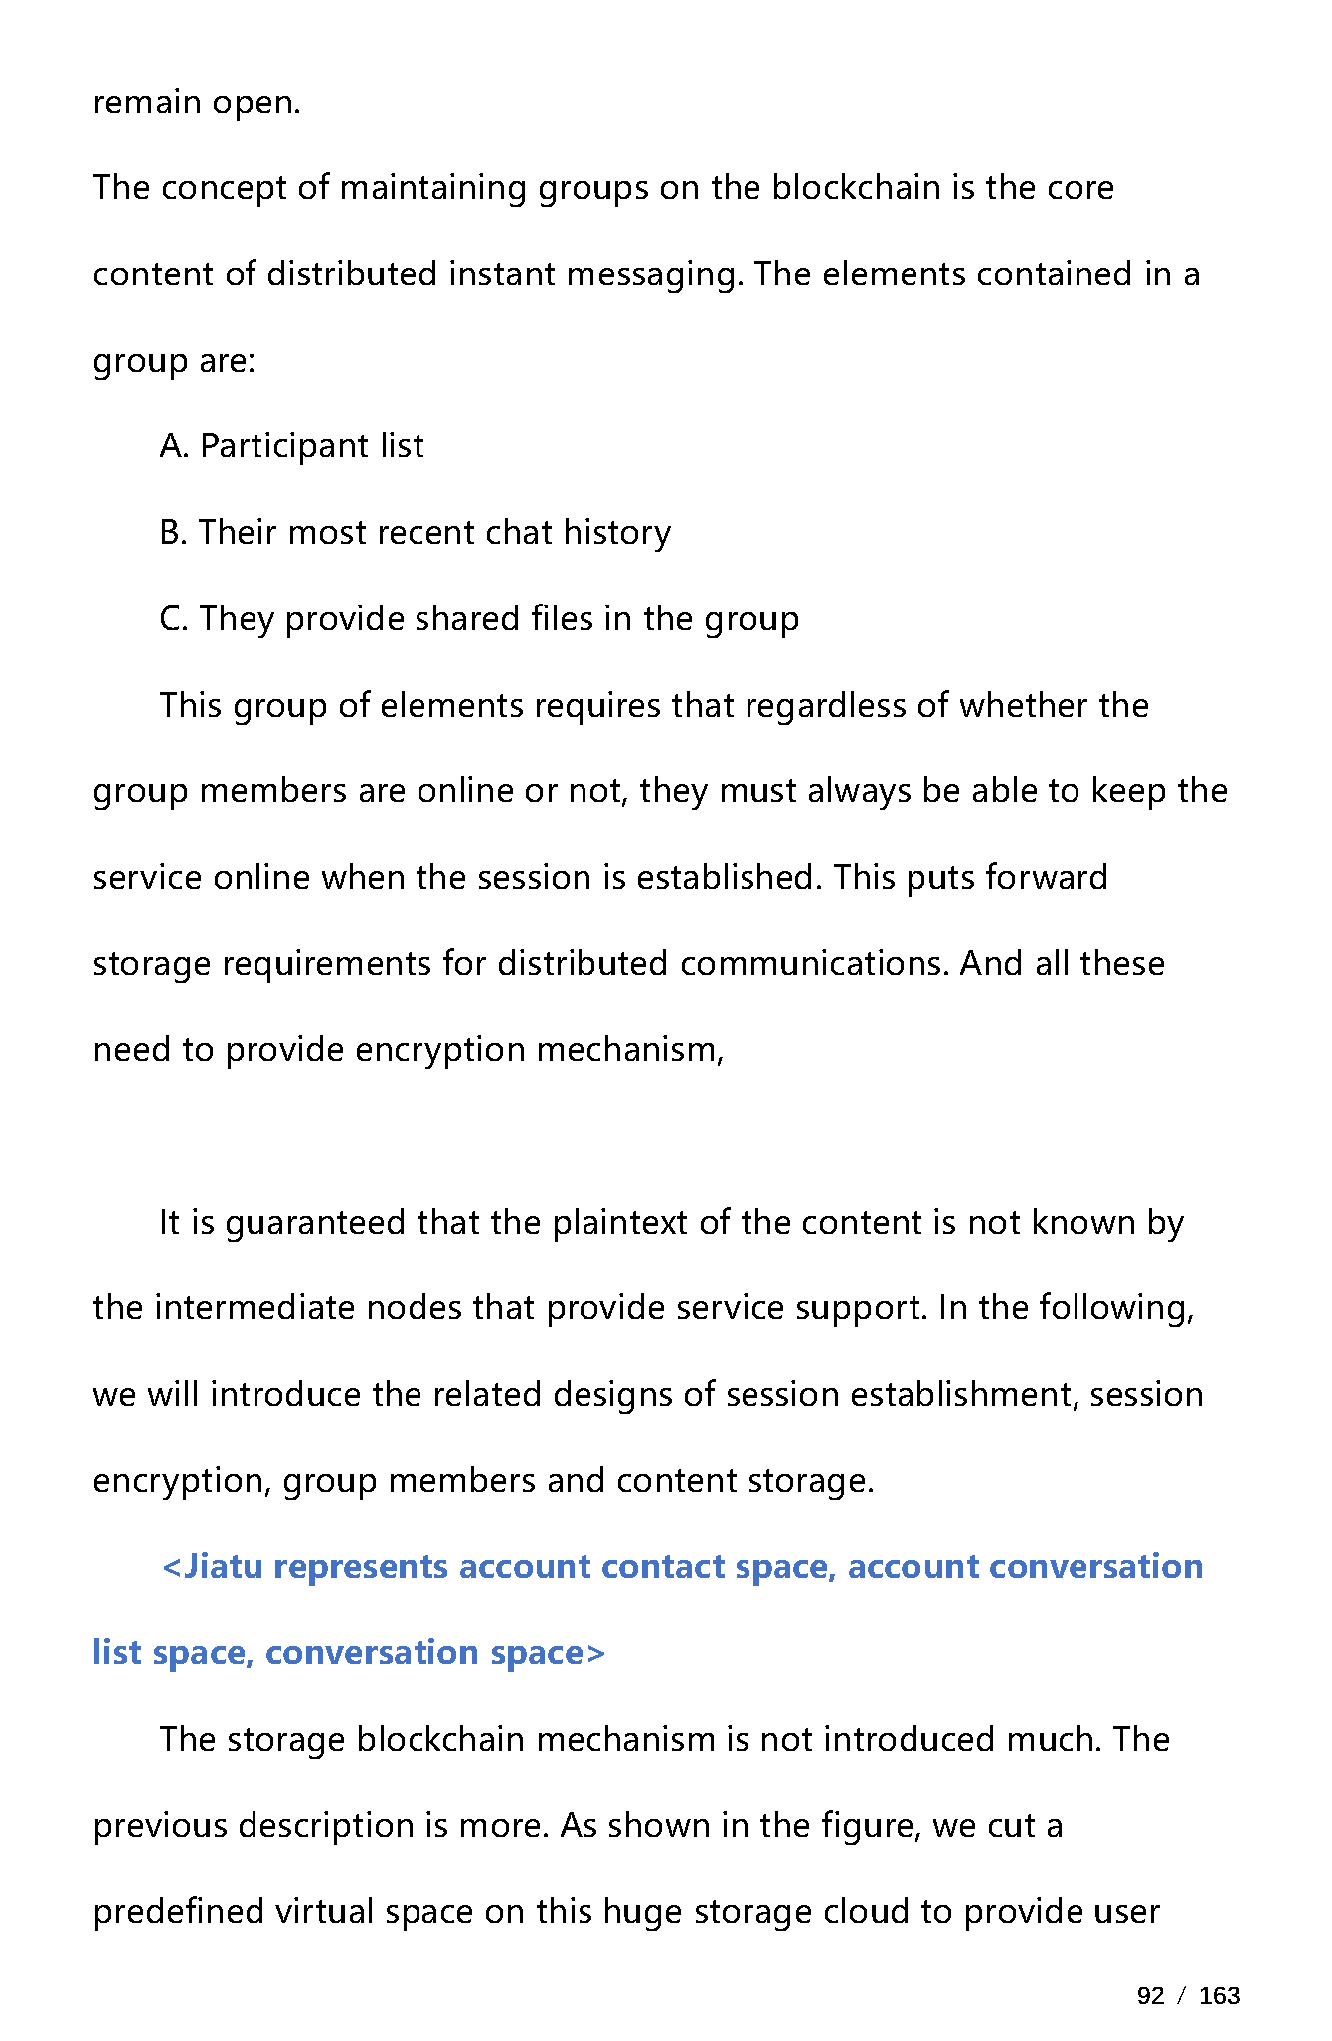 remain open.
The concept of maintaining groups on the blockchain is the core
content of distributed instant messaging. The elements contained in a
group are:
A. Participant list
B. Their most recent chat history
C. They provide shared files in the group
This group of elements requires that regardless of whether the
group members are online or not, they must always be able to keep the
service online when the session is established. This puts forward
storage requirements for distributed communications. And all these
need to provide encryption mechanism,
It is guaranteed that the plaintext of the content is not known by
the intermediate nodes that provide service support. In the following,
we will introduce the related designs of session establishment, session
encryption, group members and content storage.
<Jiatu represents account contact space, account conversation
list space, conversation space>
The storage blockchain mechanism is not introduced much. The
previous description is more. As shown in the figure, we cut a
predefined virtual space on this huge storage cloud to provide user
92 / 163